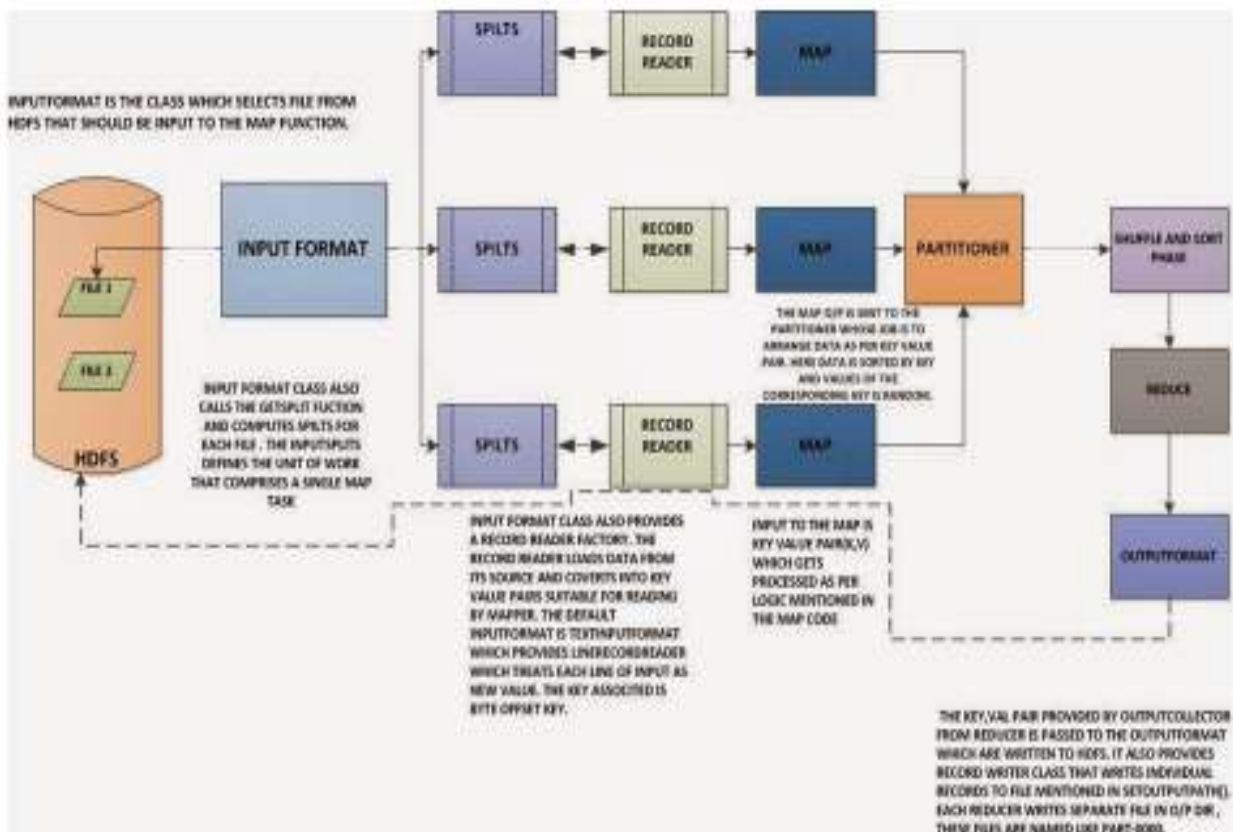 SPILTS
RECORD
READER
MAP
INPUTFORMAT IS THE CLASS WHICH SELECTS FILE FROM
HDFS THAT SHOULD BE INPUT TO THE MAP FUNCTION.
INPUT FORMAT
SPILTS
RECORD
READER
MAP
PARTITIONER
SHUFFLE AND SORT
PHASE
FILE 1
FILE 2
HDFS
THE MAP O/P IS SENT TO THE
PARTITIONER WHOSE JOB IS TO
ARRANGE DATA AS PER KEY VALUE
PAIR. HERE DATA IS SORTED BY KEY
AND VALUES OF THE
CORRESPONDING KEY IS RANDOM.
REDUCE
INPUT FORMAT CLASS ALSO
CALLS THE GETSPLIT FUCTION
AND COMPUTES SPILTS FOR
EACH FILE . THE INPUTSPLITS
DEFINES THE UNIT OF WORK
THAT COMPRISES A SINGLE MAP
TASK
SPILTS
RECORD
READER
MAP
INPUT FORMAT CLASS ALSO PROVIDES
A RECORD READER FACTORY. THE
RECORD READER LOADS DATA FROM
ITS SOURCE AND COVERTS INTO KEY
VALUE PAIRS SUITABLE FOR READING
BY MAPPER. THE DEFAULT
INPUTFORMAT IS TEXTINPUTFORMAT
WHICH PROVIDES LINERECORDREADER
WHICH TREATS EACH LINE OF INPUT AS
NEW VALUE. THE KEY ASSOCITED IS
BYTE OFFSET KEY.
INPUT TO THE MAP IS
KEY VALUE PAIR(K,V)
WHICH GETS
PROCESSED AS PER
LOGIC MENTIONED IN
THE MAP CODE
OUTPUTFORMAT
THE KEY,VAL PAIR PROVIDED BY OUTPUTCOLLECTOR
FROM REDUCER IS PASSED TO THE OUTPUTFORMAT
WHICH ARE WRITTEN TO HDFS. IT ALSO PROVIDES
RECORD WRITER CLASS THAT WRITES INDIVIDUAL
RECORDS TO FILE MENTIONED IN SETOUTPUTPATH().
EACH REDUCER WRITES SEPARATE FILE IN O/P DIR ,
THESE FILES ARE NAMED LIKE